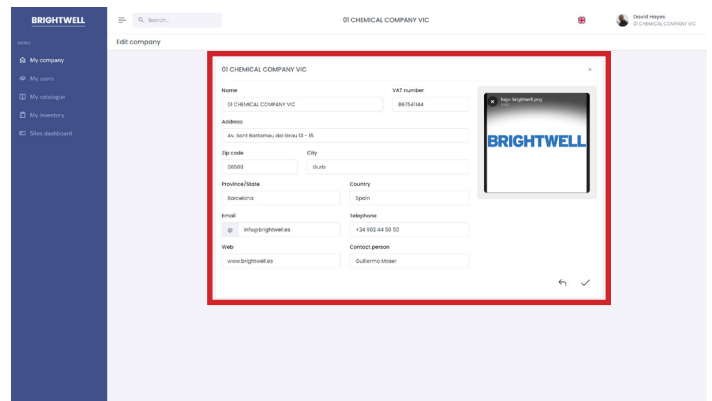 BRIGHTWELL
Search...
01 CHEMICAL COMPANY VIC
David Hayes
01 CHEMICAL COMPANY VIC
Edit company
MENU
My company
My users
My catalogue
My inventory
Sites dashboard
01 CHEMICAL COMPANY VIC
×
Name
VAT number
01 CHEMICAL COMPANY VIC
B67541144
logo-brightwell.png
Address
Av. Sant Bartomeu del Grau 13 - 15
BRIGHTWELL
Zip code
City
08503
Gurb
Province/State
Country
Barcelona
Spain
Email
Telephone
@ info@brightwell.es
+34 902 44 50 50
Web
Contact person
www.brightwell.es
Guillermo Moser